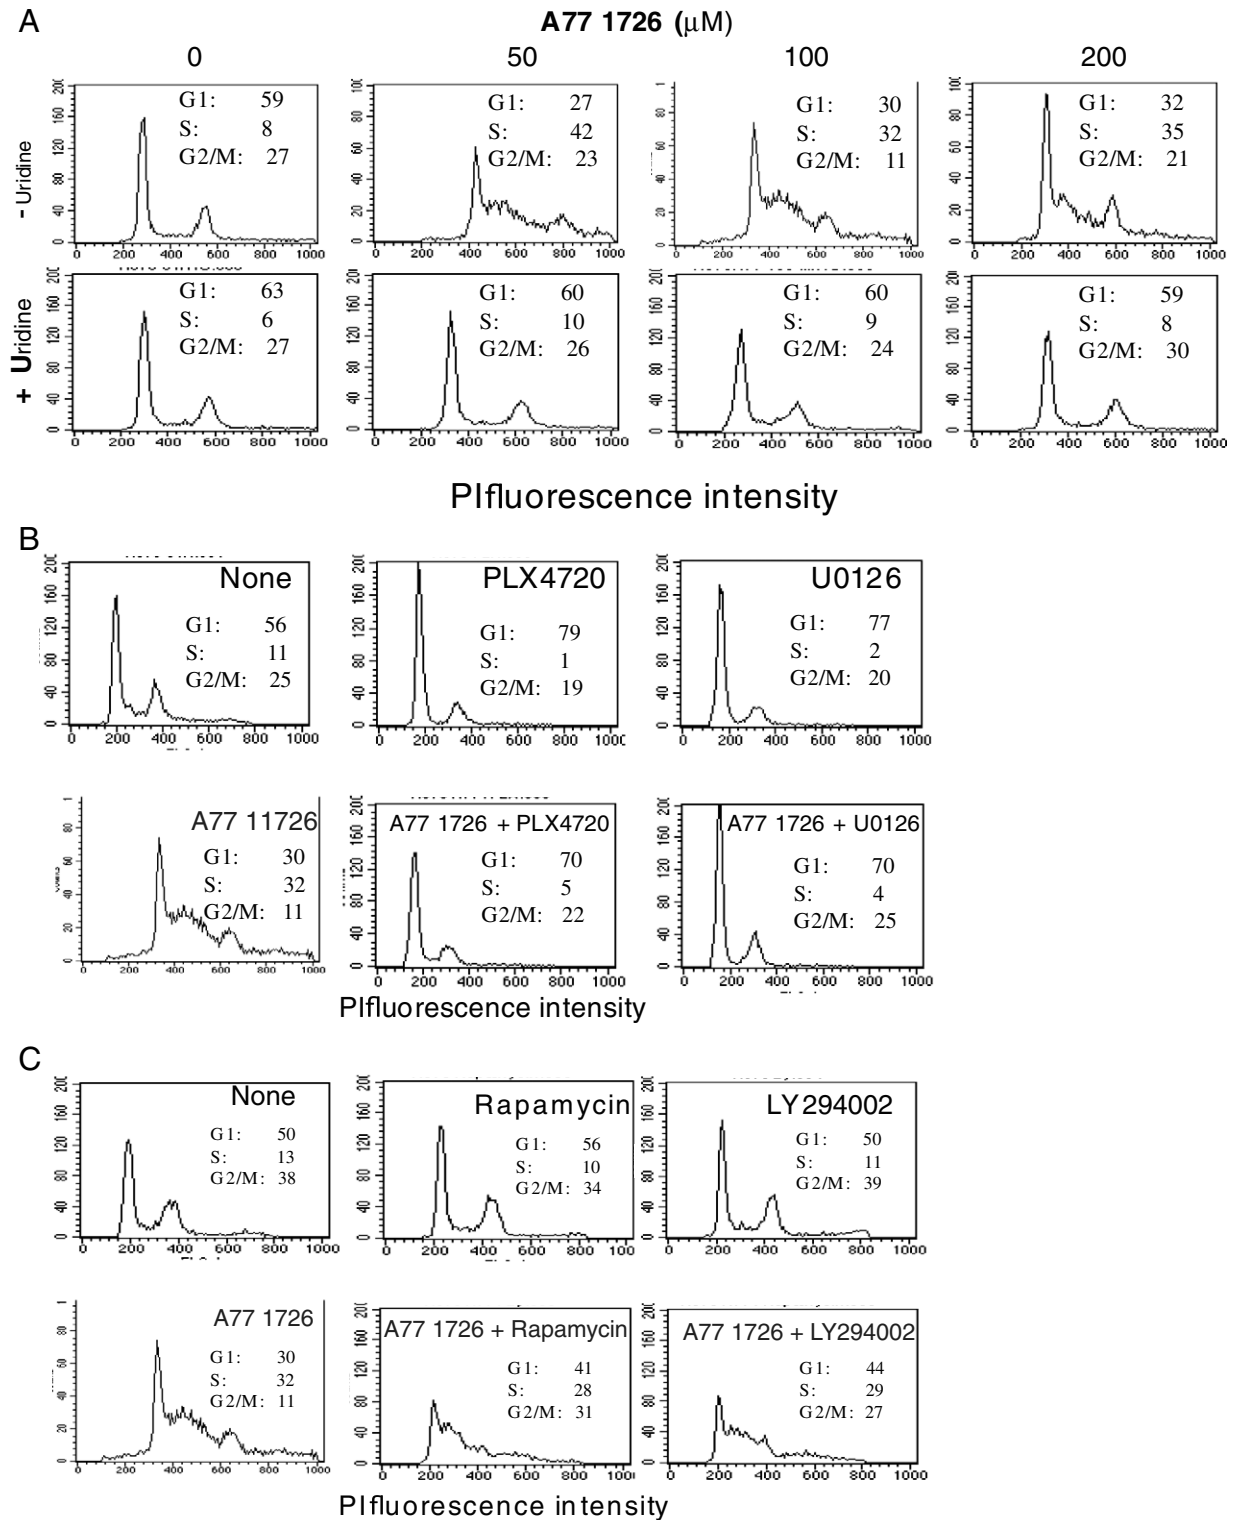 A
A77 1726 (μM)
0 50 100 200
- Uridine
G1: 59
S: 8
G2/M: 27
G1: 27
S: 42
G2/M: 23
G1: 30
S: 32
G2/M: 11
G1: 32
S: 35
G2/M: 21
+ Uridine
G1: 63
S: 6
G2/M: 27
G1: 60
S: 10
G2/M: 26
G1: 60
S: 9
G2/M: 24
G1: 59
S: 8
G2/M: 30
PIfluorescence intensity
B
None
G1: 56
S: 11
G2/M: 25
PLX4720
G1: 79
S: 1
G2/M: 19
U0126
G1: 77
S: 2
G2/M: 20
A77 11726
G1: 30
S: 32
G2/M: 11
A77 1726 + PLX4720
G1: 70
S: 5
G2/M: 22
A77 1726 + U0126
G1: 70
S: 4
G2/M: 25
PIfluorescence intensity
C
None
G1: 50
S: 13
G2/M: 38
Rapamycin
G1: 56
S: 10
G2/M: 34
LY294002
G1: 50
S: 11
G2/M: 39
A77 1726
G1: 30
S: 32
G2/M: 11
A77 1726 + Rapamycin
G1: 41
S: 28
G2/M: 31
A77 1726 + LY294002
G1: 44
S: 29
G2/M: 27
PIfluorescence intensity